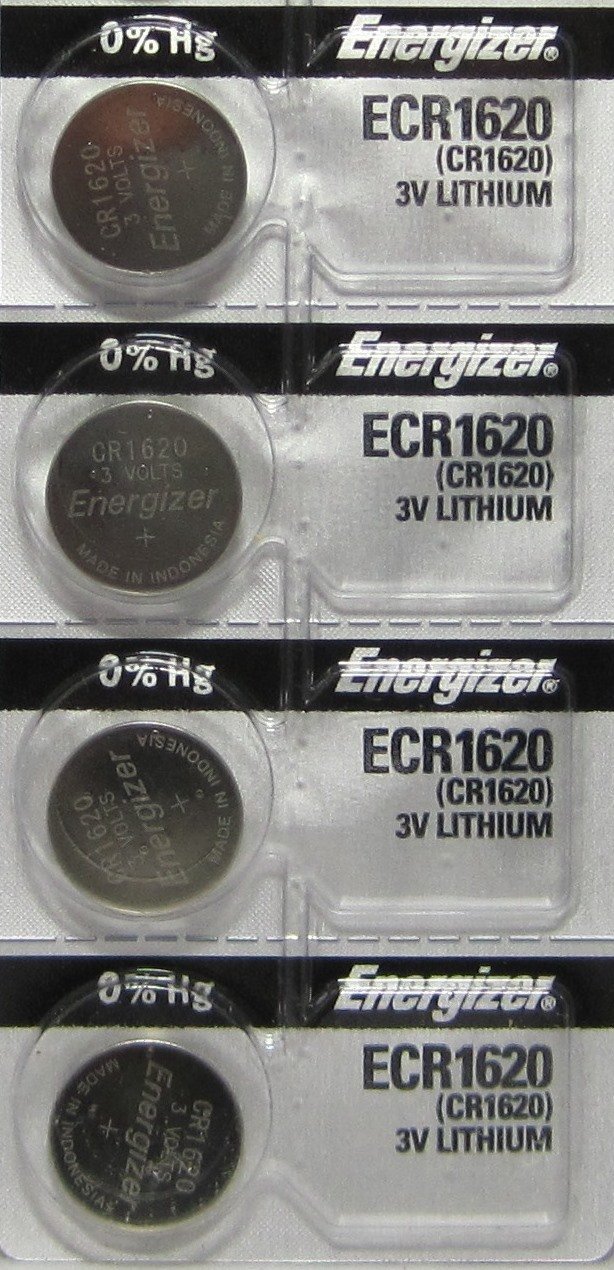 0% Hg Energizer®
ECR1620
(CR1620)
3V LITHIUM
CR1620
3 VOLTS
Energizer
+
MADE IN INDONESIA
0% Hg Energizer®
ECR1620
(CR1620)
3V LITHIUM
CR1620
3 VOLTS
Energizer
+
MADE IN INDONESIA
0% Hg Energizer®
ECR1620
(CR1620)
3V LITHIUM
CR1620
3 VOLTS
Energizer
+
MADE IN INDONESIA
0% Hg Energizer®
ECR1620
(CR1620)
3V LITHIUM
CR1620
3 VOLTS
Energizer
+
MADE IN INDONESIA